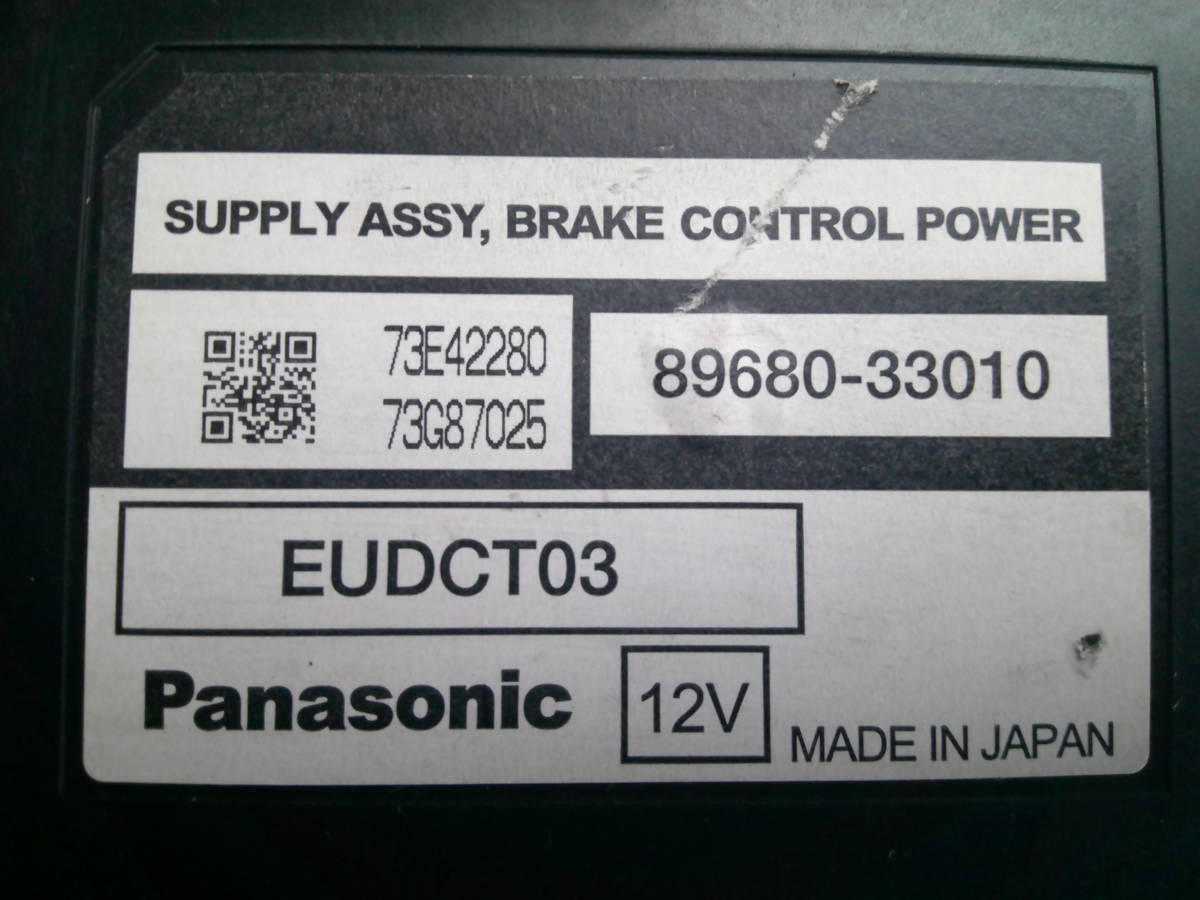 SUPPLY ASSY, BRAKE CONTROL POWER
73E42280
73G87025
89680-33010
EUDCT03
Panasonic
12V
MADE IN JAPAN